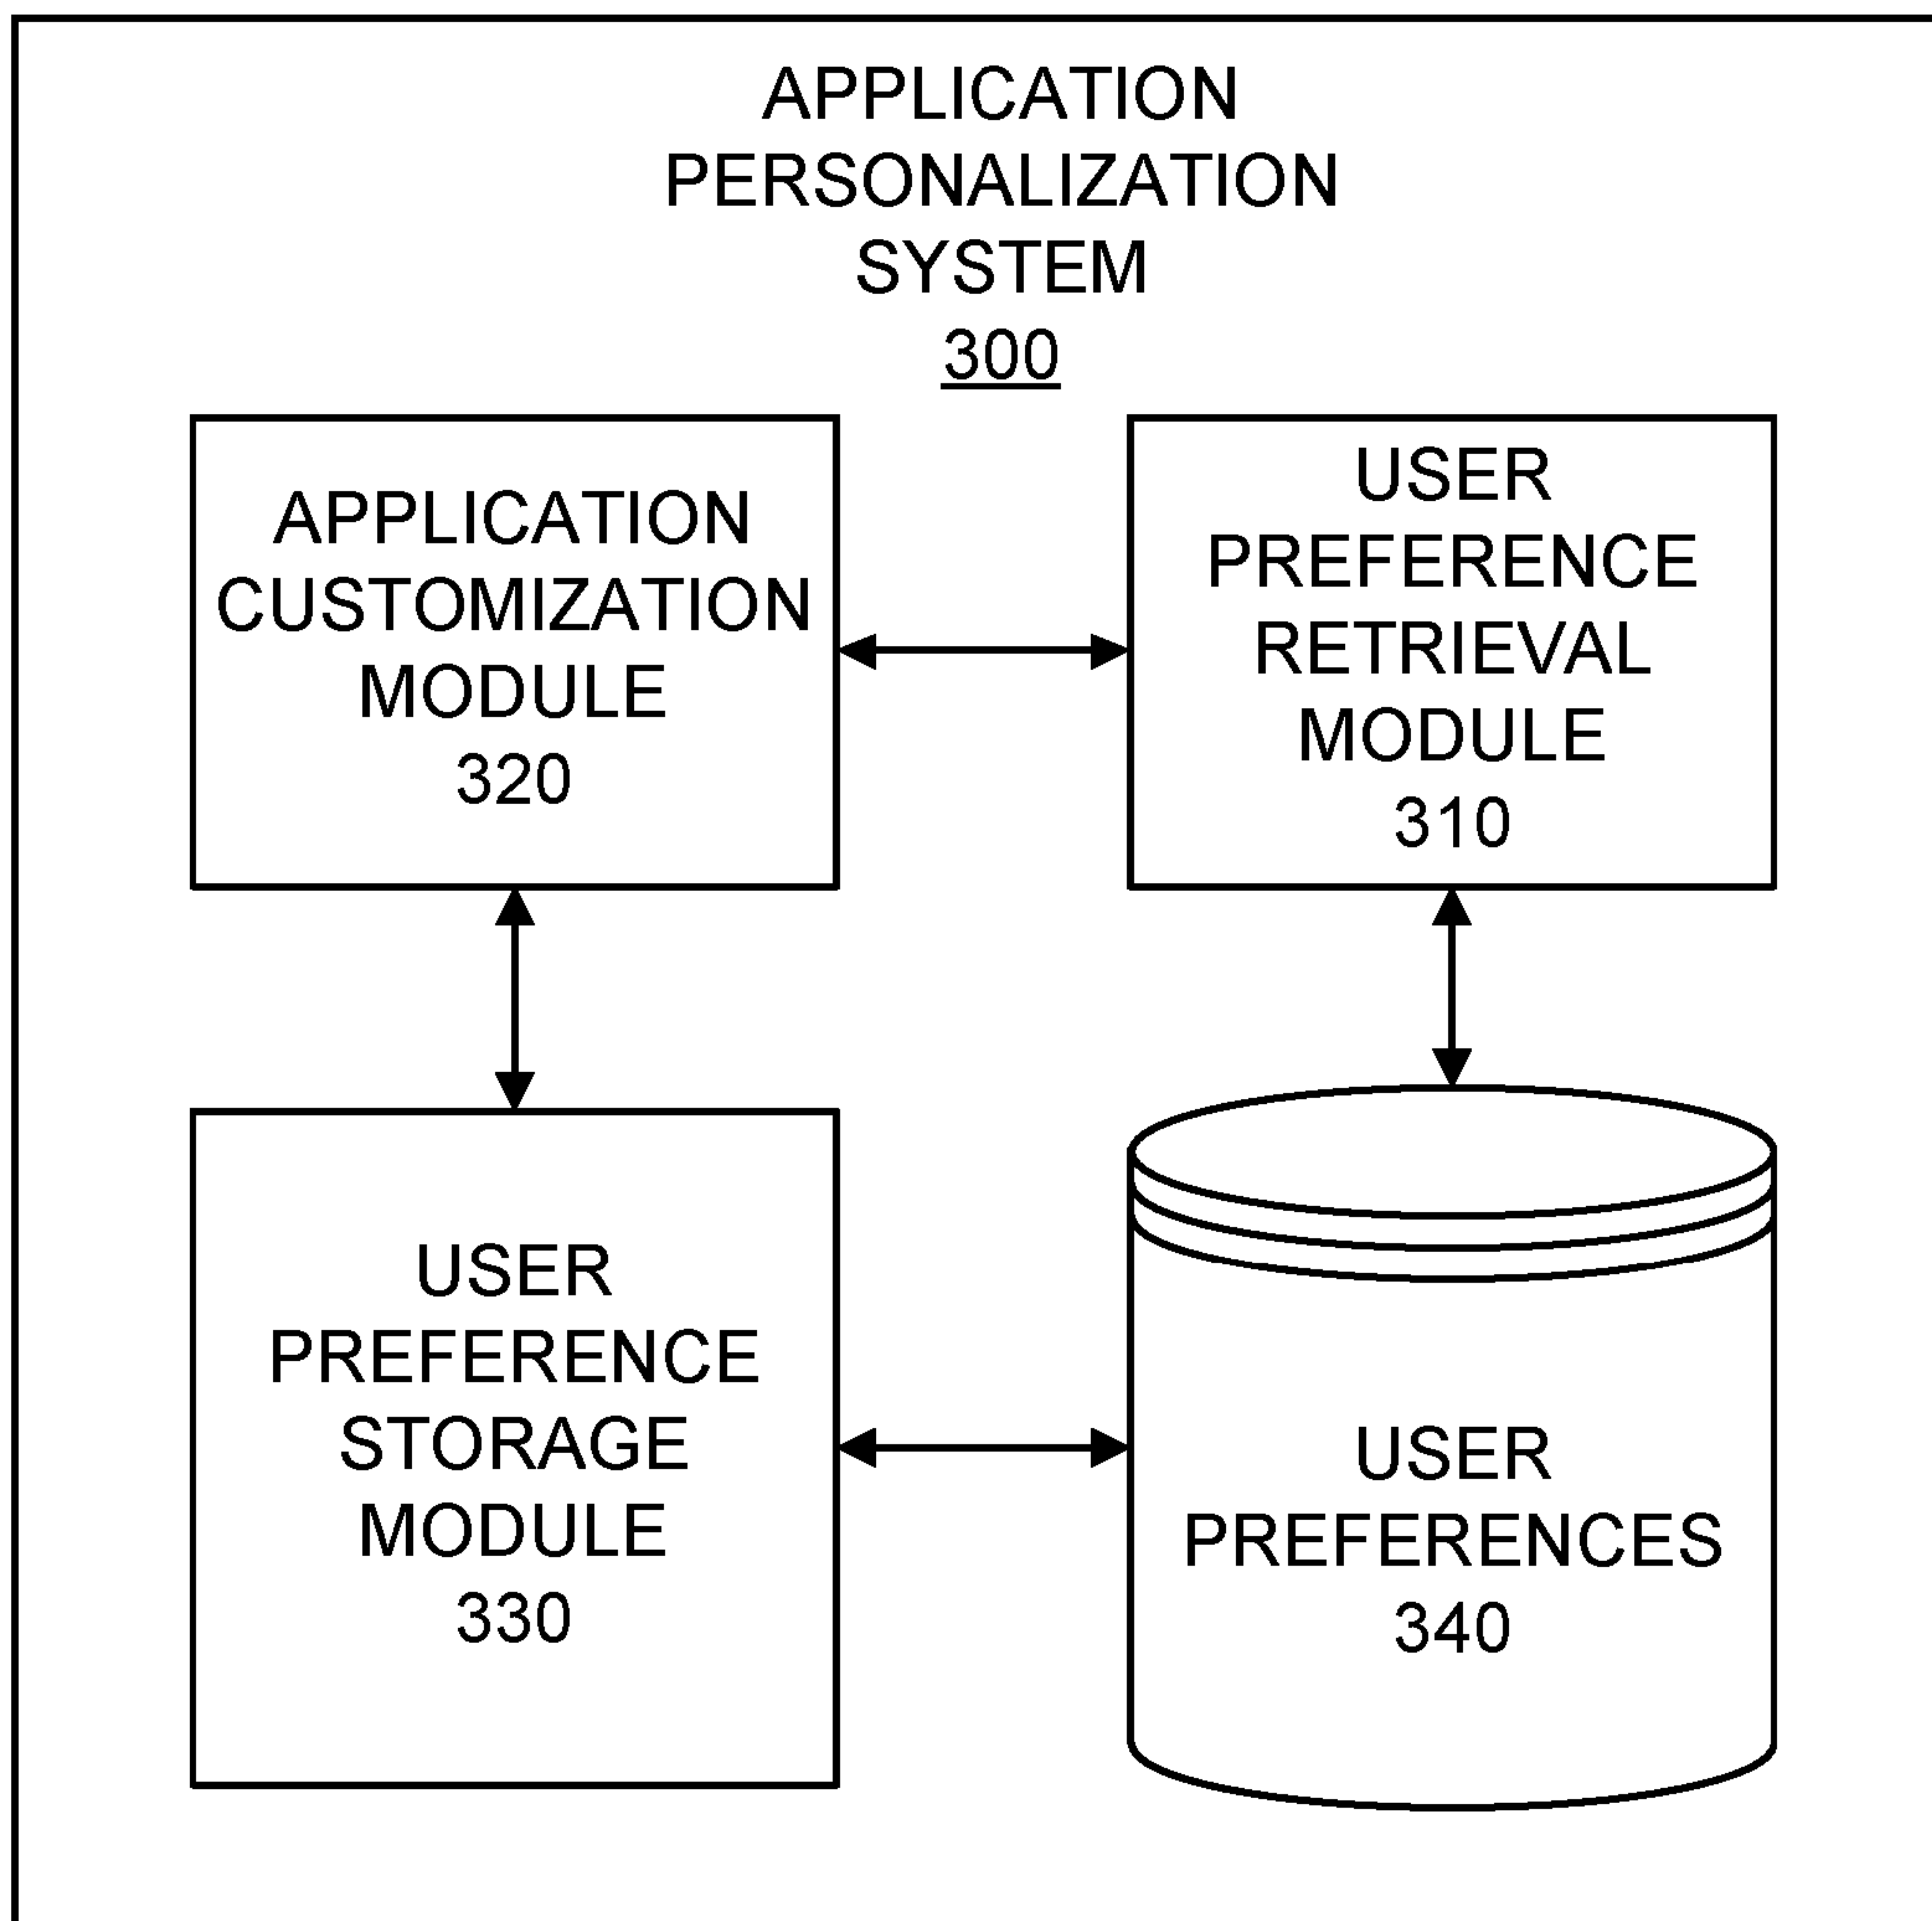 APPLICATION
PERSONALIZATION
SYSTEM
300
APPLICATION
CUSTOMIZATION
MODULE
320
USER
PREFERENCE
RETRIEVAL
MODULE
310
USER
PREFERENCE
STORAGE
MODULE
330
USER
PREFERENCES
340